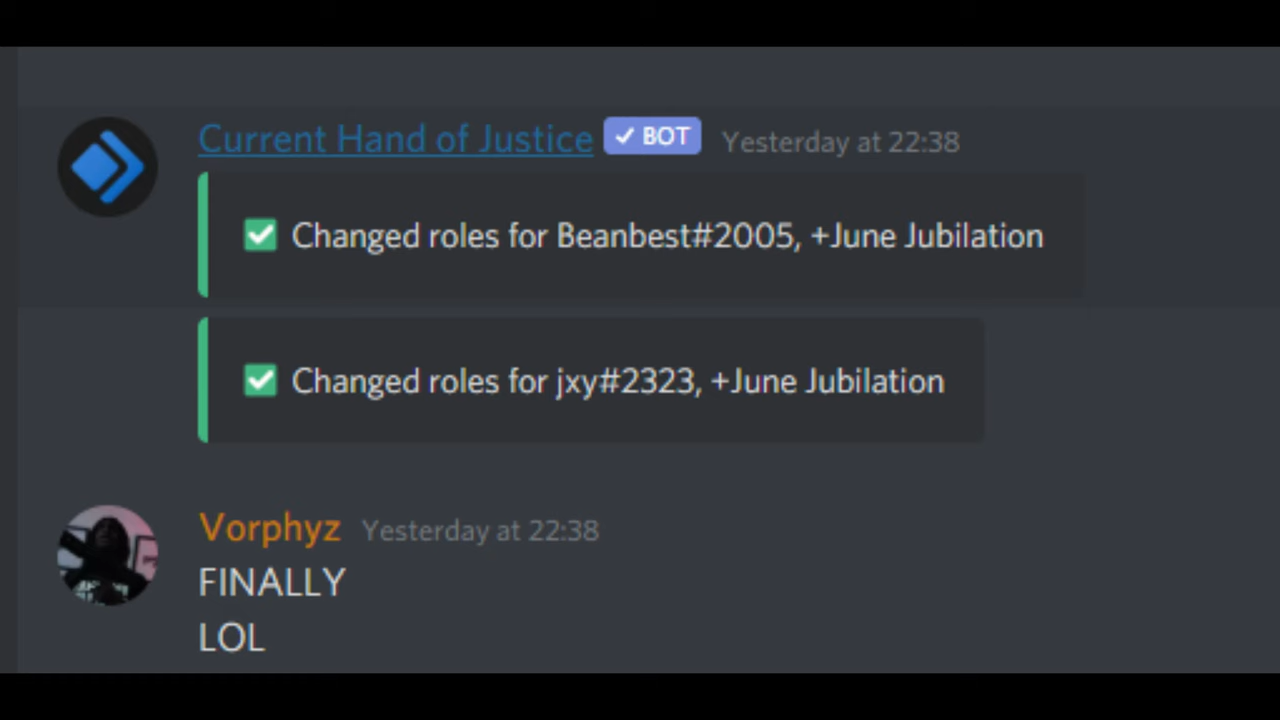 Current Hand of Justice ✓ BOT Yesterday at 22:38
✅ Changed roles for Beanbest#2005, +June Jubilation
✅ Changed roles for jxy#2323, +June Jubilation
Vorphyz Yesterday at 22:38
FINALLY
LOL